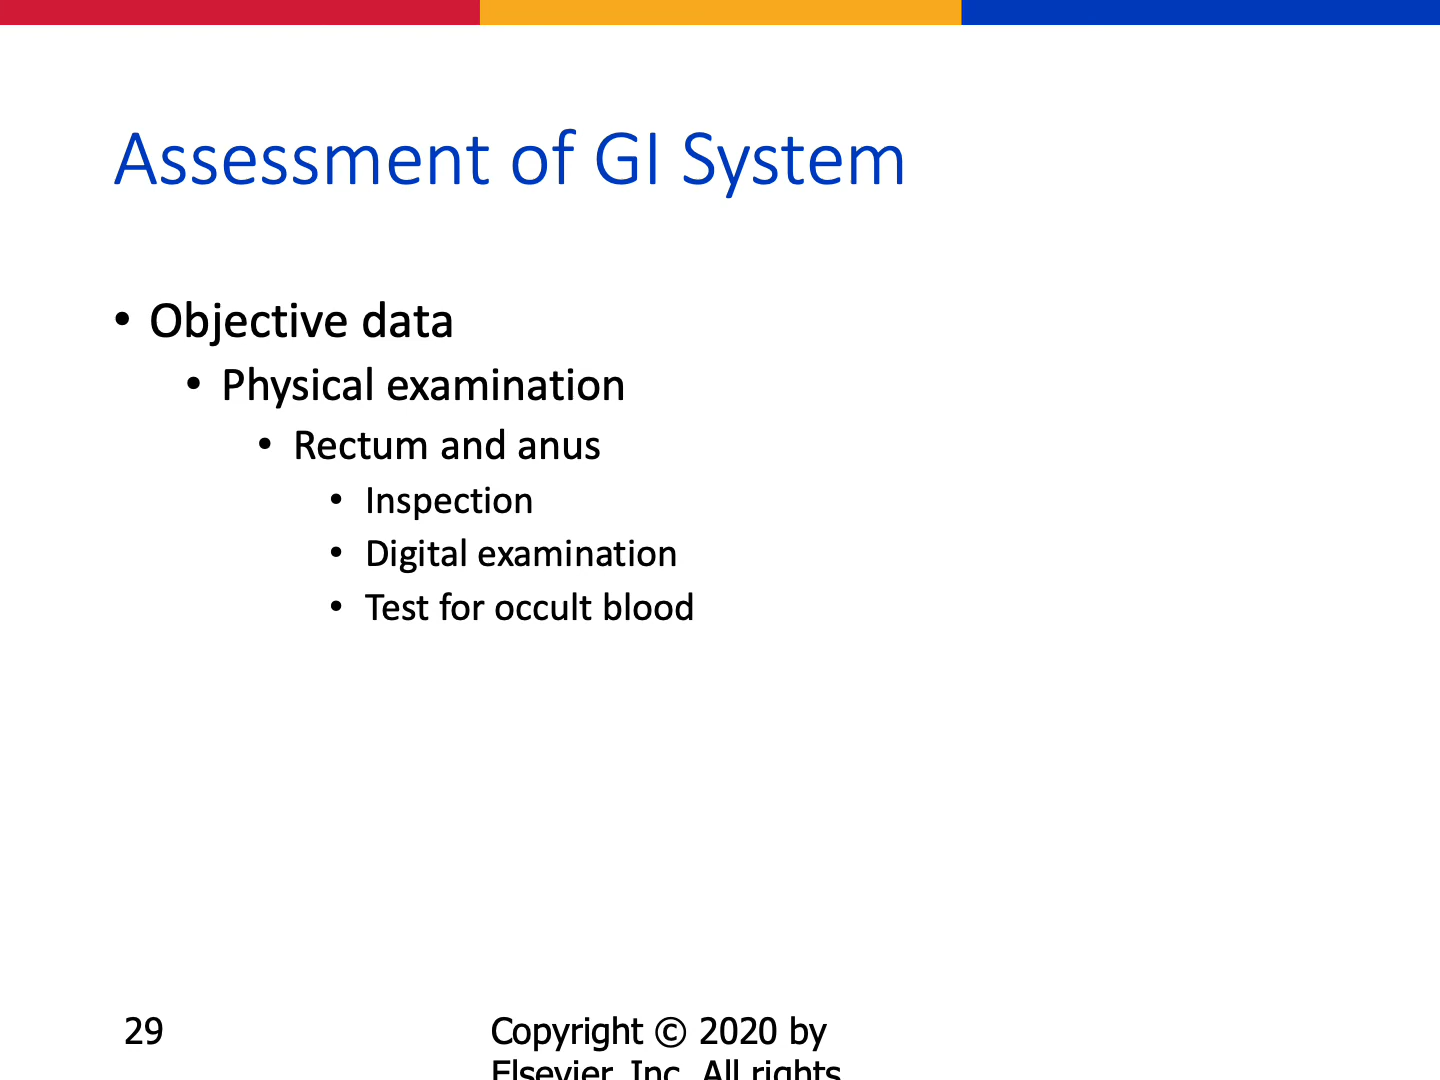 Assessment of GI System
• Objective data
• Physical examination
• Rectum and anus
• Inspection
• Digital examination
• Test for occult blood
29
Copyright © 2020 by
Elsevier, Inc. All rights